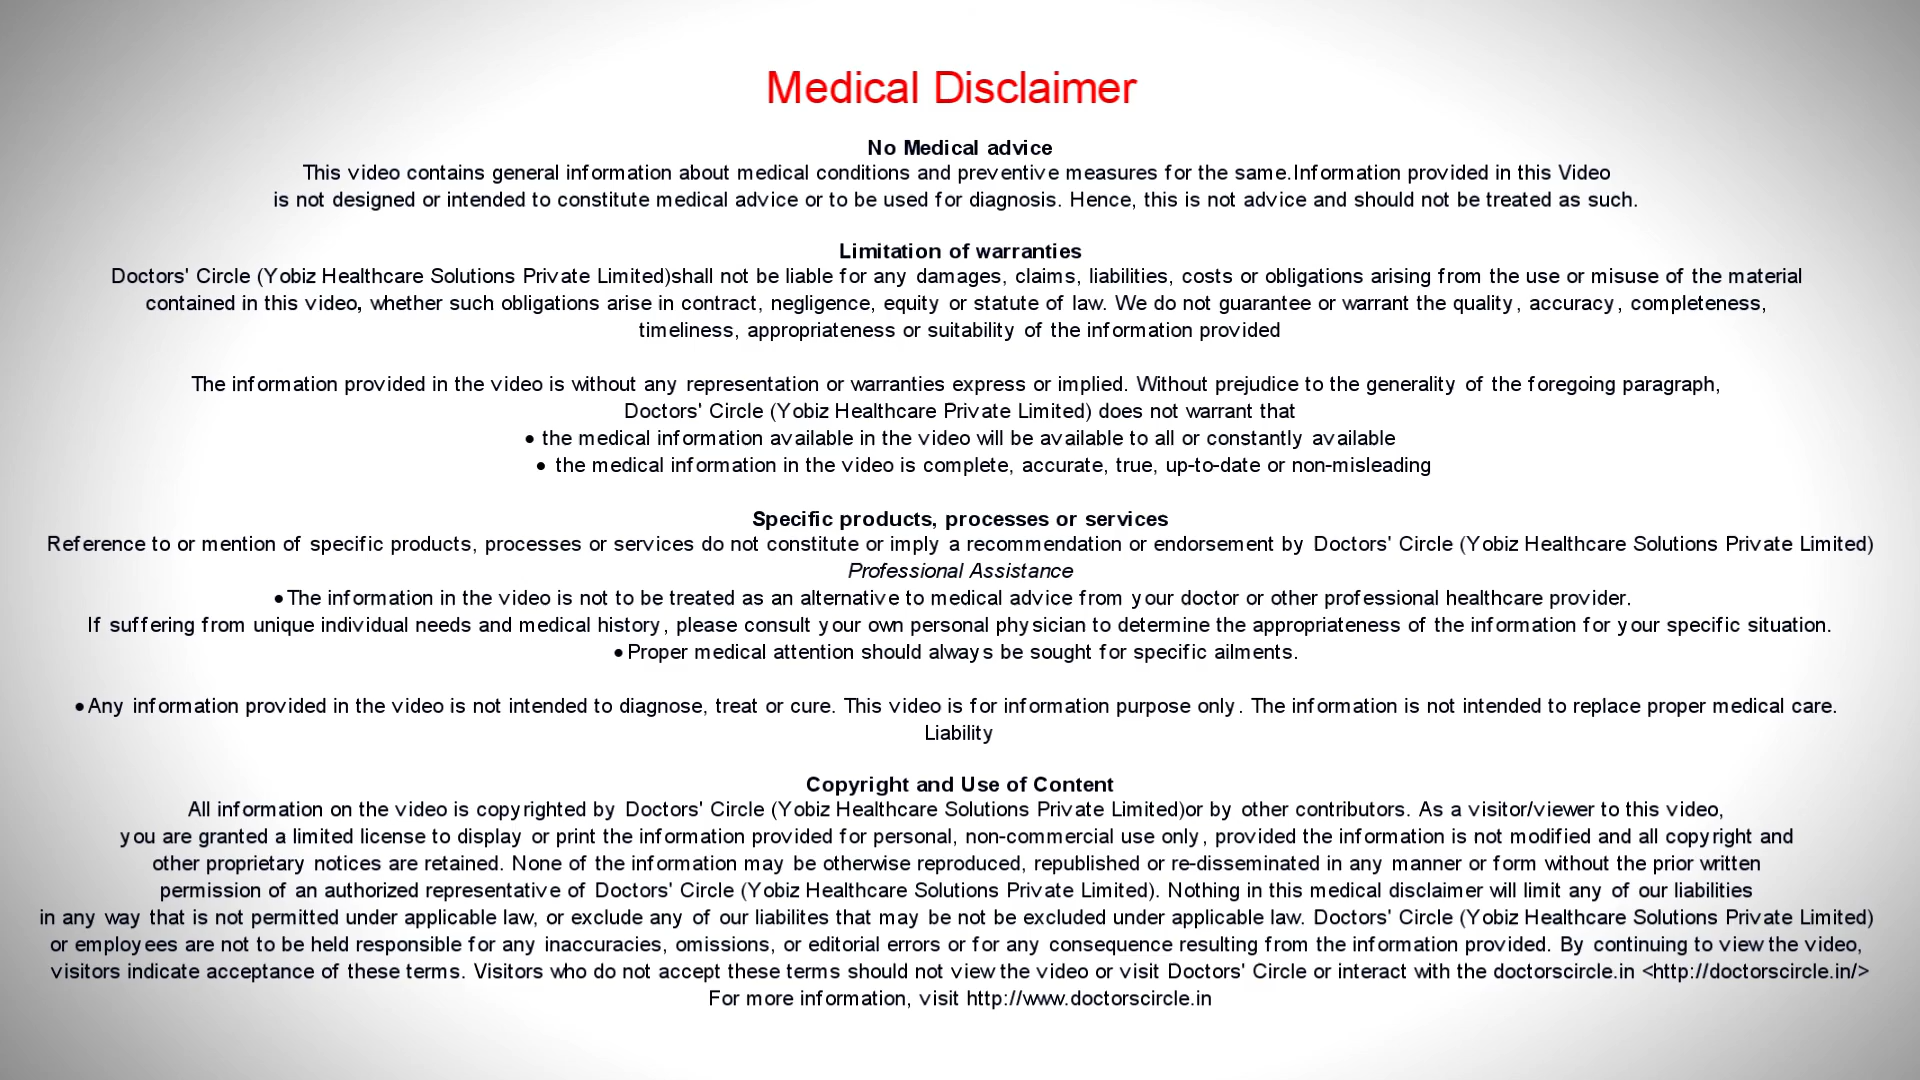 Medical Disclaimer
No Medical advice
This video contains general information about medical conditions and preventive measures for the same.Information provided in this Video
is not designed or intended to constitute medical advice or to be used for diagnosis. Hence, this is not advice and should not be treated as such.
Limitation of warranties
Doctors' Circle (Yobiz Healthcare Solutions Private Limited)shall not be liable for any damages, claims, liabilities, costs or obligations arising from the use or misuse of the material
contained in this video, whether such obligations arise in contract, negligence, equity or statute of law. We do not guarantee or warrant the quality, accuracy, completeness,
timeliness, appropriateness or suitability of the information provided
The information provided in the video is without any representation or warranties express or implied. Without prejudice to the generality of the foregoing paragraph,
Doctors' Circle (Yobiz Healthcare Private Limited) does not warrant that
• the medical information available in the video will be available to all or constantly available
• the medical information in the video is complete, accurate, true, up-to-date or non-misleading
Specific products, processes or services
Reference to or mention of specific products, processes or services do not constitute or imply a recommendation or endorsement by Doctors' Circle (Yobiz Healthcare Solutions Private Limited)
Professional Assistance
•The information in the video is not to be treated as an alternative to medical advice from your doctor or other professional healthcare provider.
If suffering from unique individual needs and medical history, please consult your own personal physician to determine the appropriateness of the information for your specific situation.
•Proper medical attention should always be sought for specific ailments.
•Any information provided in the video is not intended to diagnose, treat or cure. This video is for information purpose only. The information is not intended to replace proper medical care.
Liability
Copyright and Use of Content
All information on the video is copyrighted by Doctors' Circle (Yobiz Healthcare Solutions Private Limited)or by other contributors. As a visitor/viewer to this video,
you are granted a limited license to display or print the information provided for personal, non-commercial use only, provided the information is not modified and all copyright and
other proprietary notices are retained. None of the information may be otherwise reproduced, republished or re-disseminated in any manner or form without the prior written
permission of an authorized representative of Doctors' Circle (Yobiz Healthcare Solutions Private Limited). Nothing in this medical disclaimer will limit any of our liabilities
in any way that is not permitted under applicable law, or exclude any of our liabilites that may be not be excluded under applicable law. Doctors' Circle (Yobiz Healthcare Solutions Private Limited)
or employees are not to be held responsible for any inaccuracies, omissions, or editorial errors or for any consequence resulting from the information provided. By continuing to view the video,
visitors indicate acceptance of these terms. Visitors who do not accept these terms should not view the video or visit Doctors' Circle or interact with the doctorscircle.in <http://doctorscircle.in/>
For more information, visit http://www.doctorscircle.in